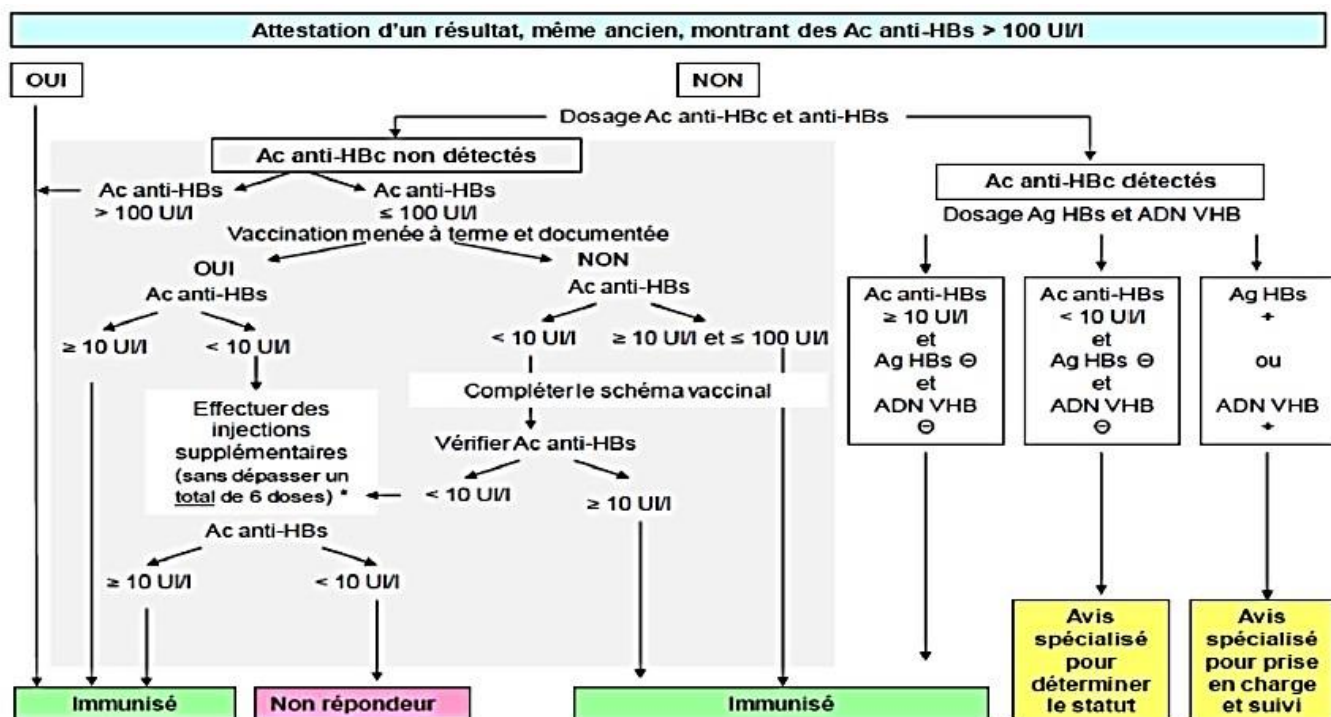 Attestation d'un résultat, même ancien, montrant des Ac anti-HBs > 100 UI/l
OUI
NON
Dosage Ac anti-HBc et anti-HBs
Ac anti-HBc non détectés
Ac anti-HBs
> 100 UI/l
Ac anti-HBs
≤ 100 UI/l
Vaccination menée à terme et documentée
OUI
Ac anti-HBs
≥ 10 UI/l
< 10 UI/l
Effectuer des
injections
supplémentaires
(sans dépasser un
total de 6 doses) *
Ac anti-HBs
≥ 10 UI/l
< 10 UI/l
NON
Ac anti-HBs
< 10 UI/l
≥ 10 UI/l et ≤ 100 UI/l
Compléter le schéma vaccinal
Vérifier Ac anti-HBs
< 10 UI/l
≥ 10 UI/l
Ac anti-HBc détectés
Dosage Ag HBs et ADN VHB
Ac anti-HBs
≥ 10 UI/l
et
Ag HBs ⊖
et
ADN VHB
⊖
Ac anti-HBs
< 10 UI/l
et
Ag HBs ⊖
et
ADN VHB
⊖
Ag HBs
+
ou
ADN VHB
+
Immunisé
Non répondeur
Immunisé
Avis
spécialisé
pour
déterminer
le statut
Avis
spécialisé
pour prise
en charge
et suivi